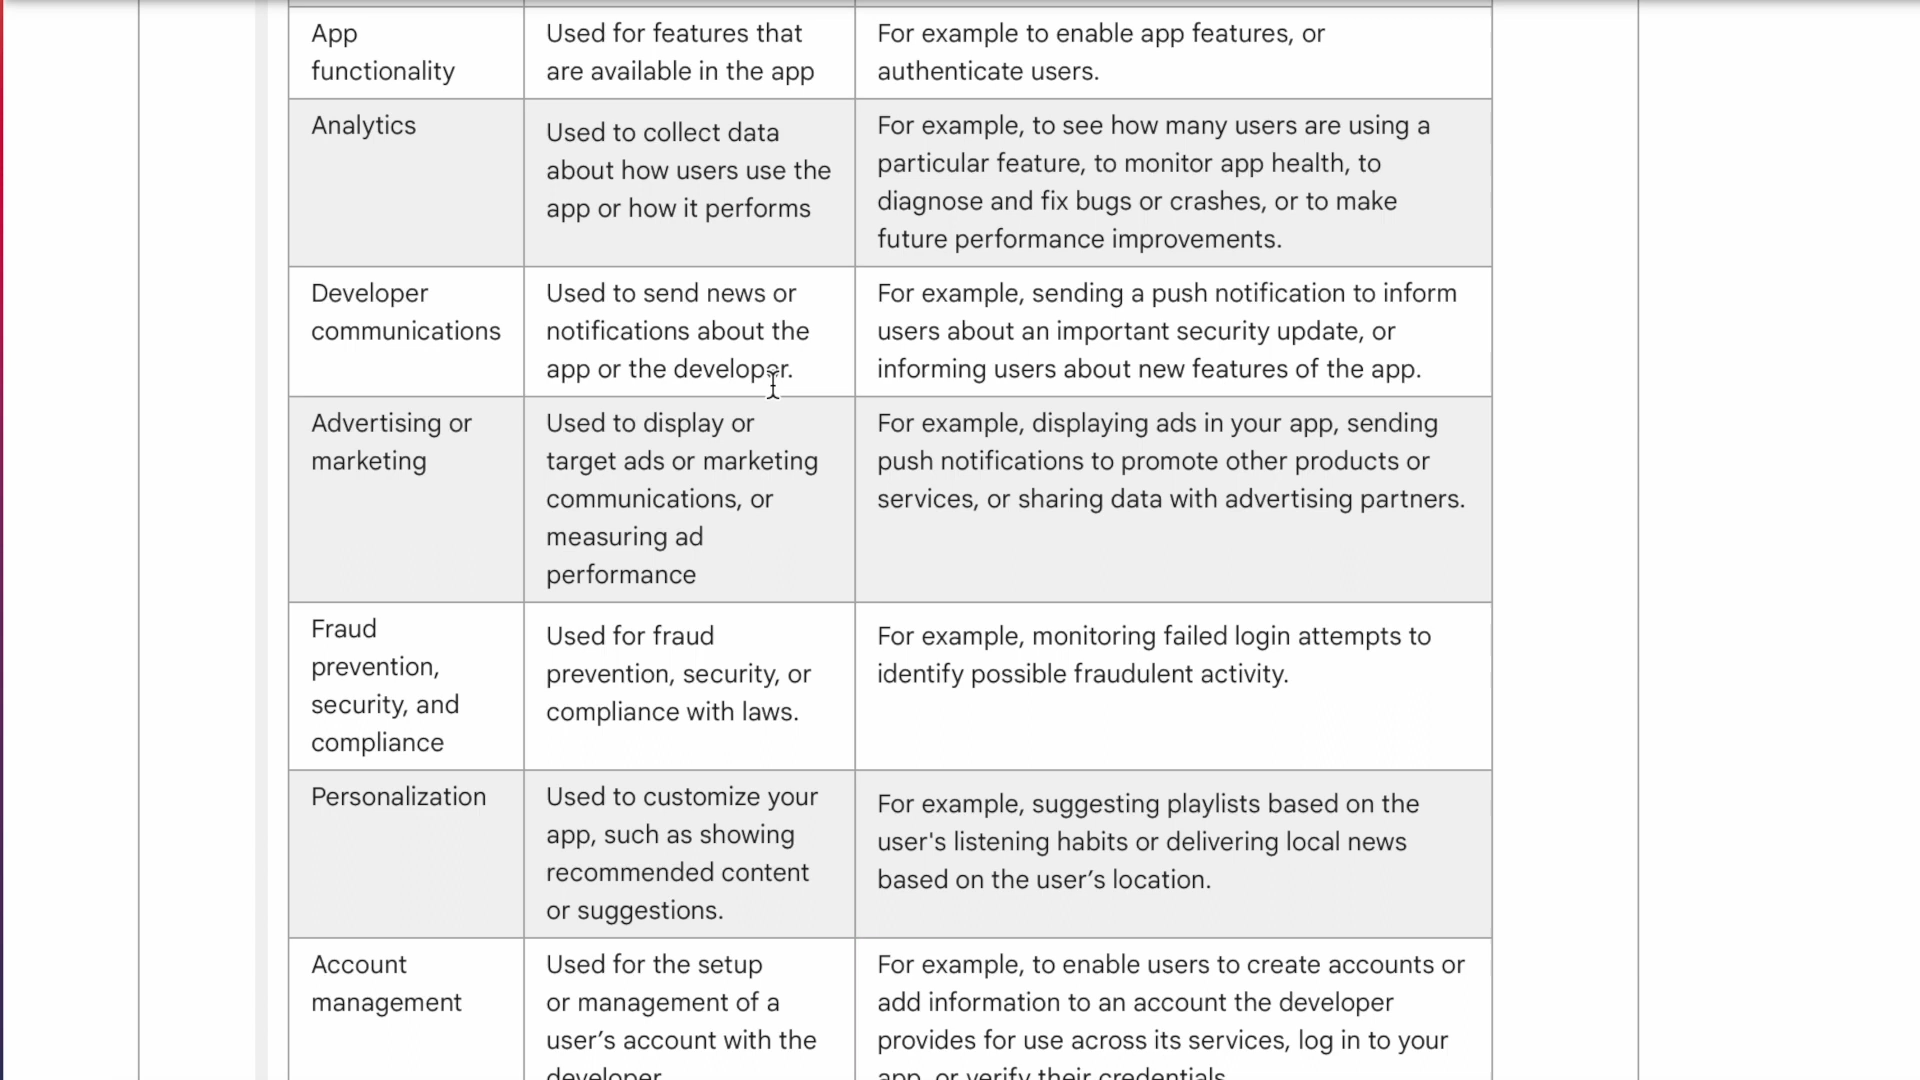 App
functionality
Used for features that
are available in the app
For example to enable app features, or
authenticate users.
Analytics
Used to collect data
about how users use the
app or how it performs
For example, to see how many users are using a
particular feature, to monitor app health, to
diagnose and fix bugs or crashes, or to make
future performance improvements.
Developer
communications
Used to send news or
notifications about the
app or the developer.
For example, sending a push notification to inform
users about an important security update, or
informing users about new features of the app.
Advertising or
marketing
Used to display or
target ads or marketing
communications, or
measuring ad
performance
For example, displaying ads in your app, sending
push notifications to promote other products or
services, or sharing data with advertising partners.
Fraud
prevention,
security, and
compliance
Used for fraud
prevention, security, or
compliance with laws.
For example, monitoring failed login attempts to
identify possible fraudulent activity.
Personalization
Used to customize your
app, such as showing
recommended content
or suggestions.
For example, suggesting playlists based on the
user's listening habits or delivering local news
based on the user’s location.
Account
management
Used for the setup
or management of a
user’s account with the
developer.
For example, to enable users to create accounts or
add information to an account the developer
provides for use across its services, log in to your
app, or verify their credentials.